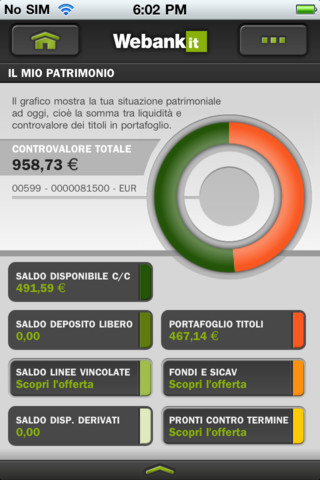 No SIM 6:02 PM
Webank it
IL MIO PATRIMONIO
Il grafico mostra la tua situazione patrimoniale
ad oggi, cioè la somma tra liquidità e
controvalore dei titoli in portafoglio.
CONTROVALORE TOTALE
958,73 €
00599 - 0000081500 - EUR
SALDO DISPONIBILE C/C
491,59 €
SALDO DEPOSITO LIBERO
0,00
PORTAFOGLIO TITOLI
467,14 €
SALDO LINEE VINCOLATE
Scopri l'offerta
FONDI E SICAV
Scopri l'offerta
SALDO DISP. DERIVATI
0,00
PRONTI CONTRO TERMINE
Scopri l'offerta